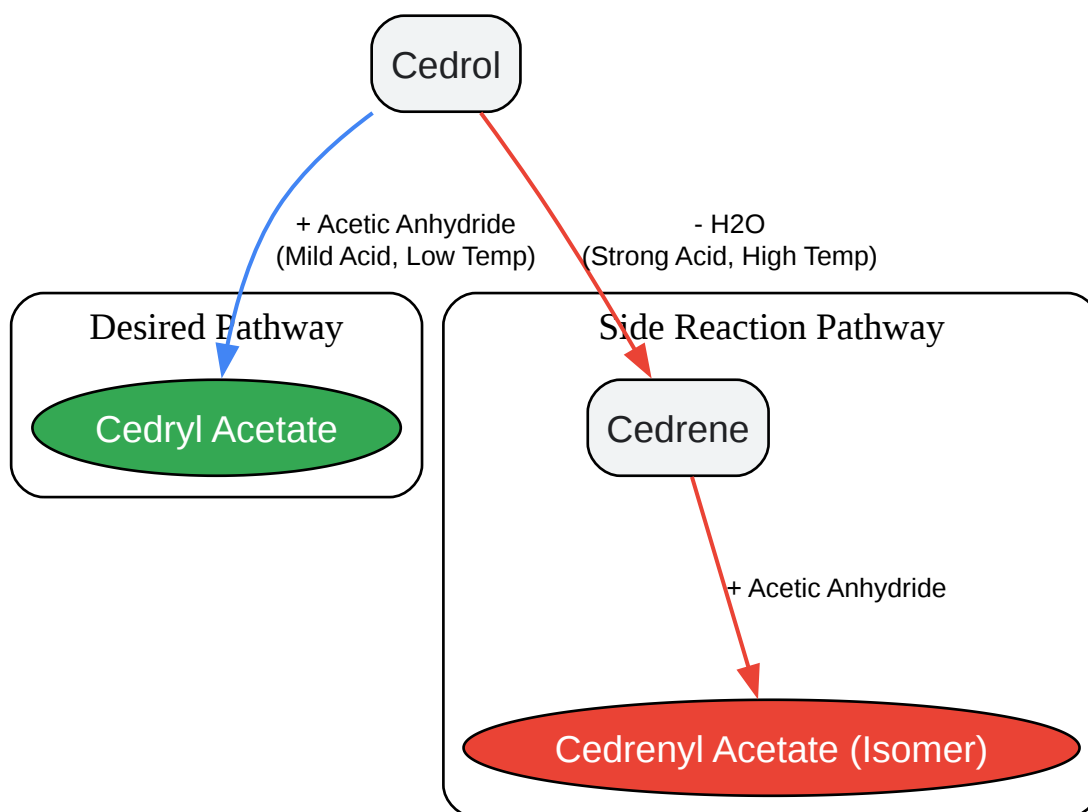 Cedrol
+ Acetic Anhydride
(Mild Acid, Low Temp)
- H2O
(Strong Acid, High Temp)
Desired Pathway
Side Reaction Pathway
Cedryl Acetate
Cedrene
+ Acetic Anhydride
Cedrenyl Acetate (Isomer)